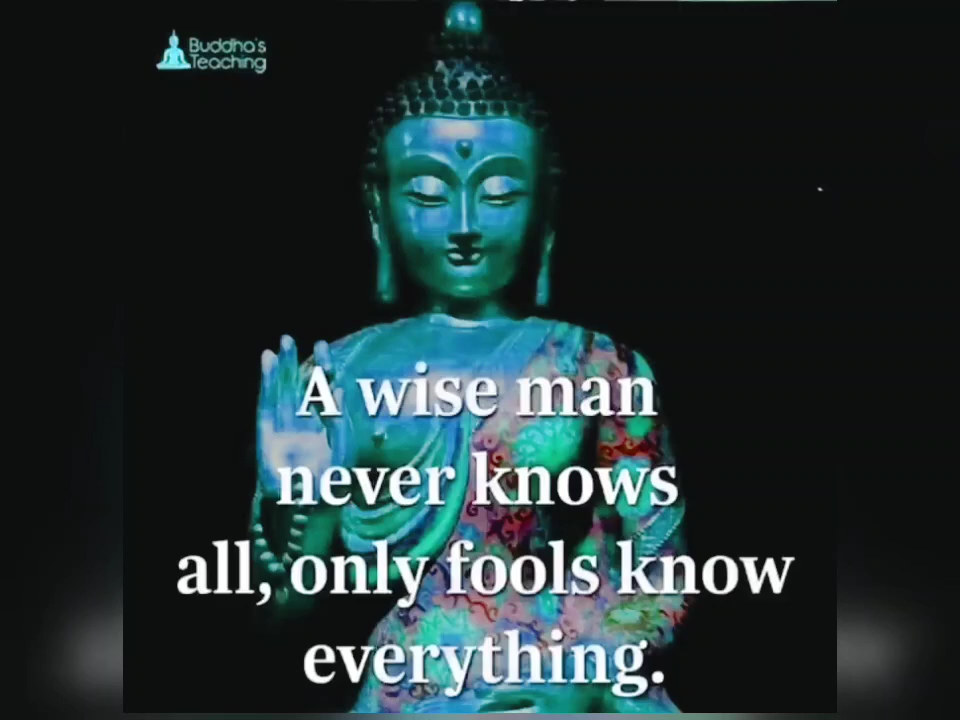 Buddha's
Teaching
A wise man
never knows
all, only fools know
everything.